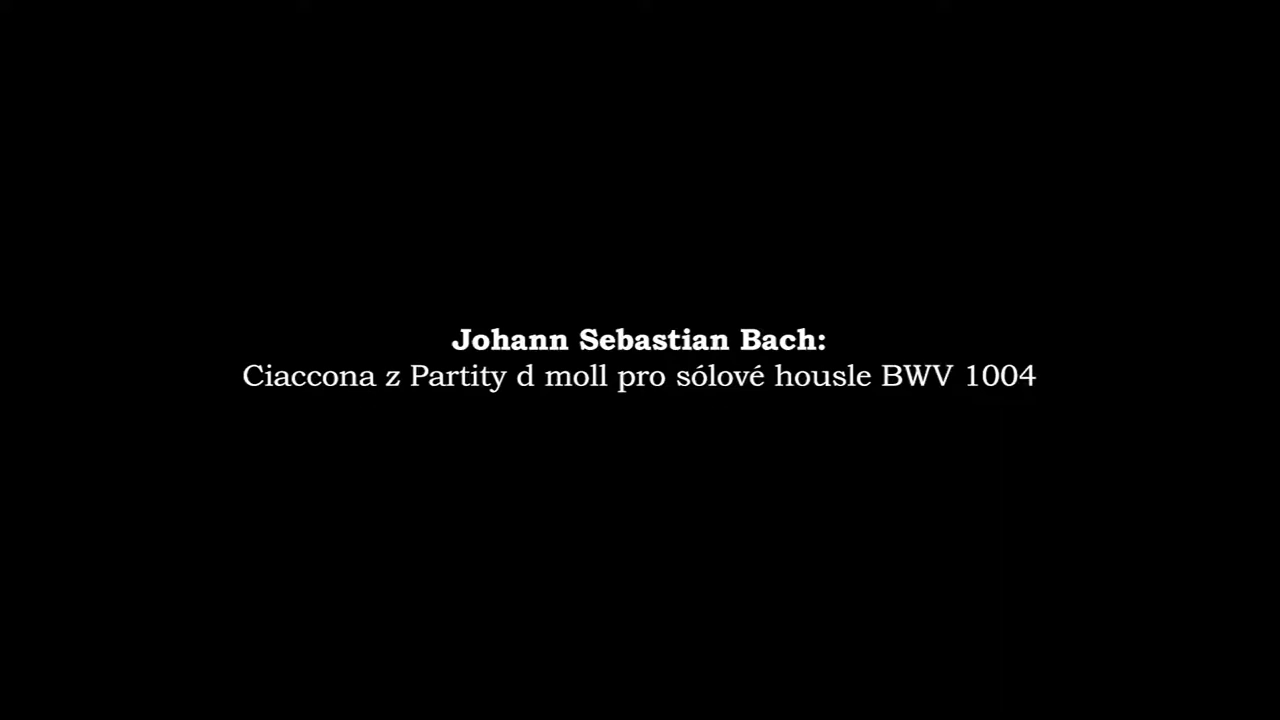 Johann Sebastian Bach:
Ciaccona z Partity d moll pro sólové housle BWV 1004